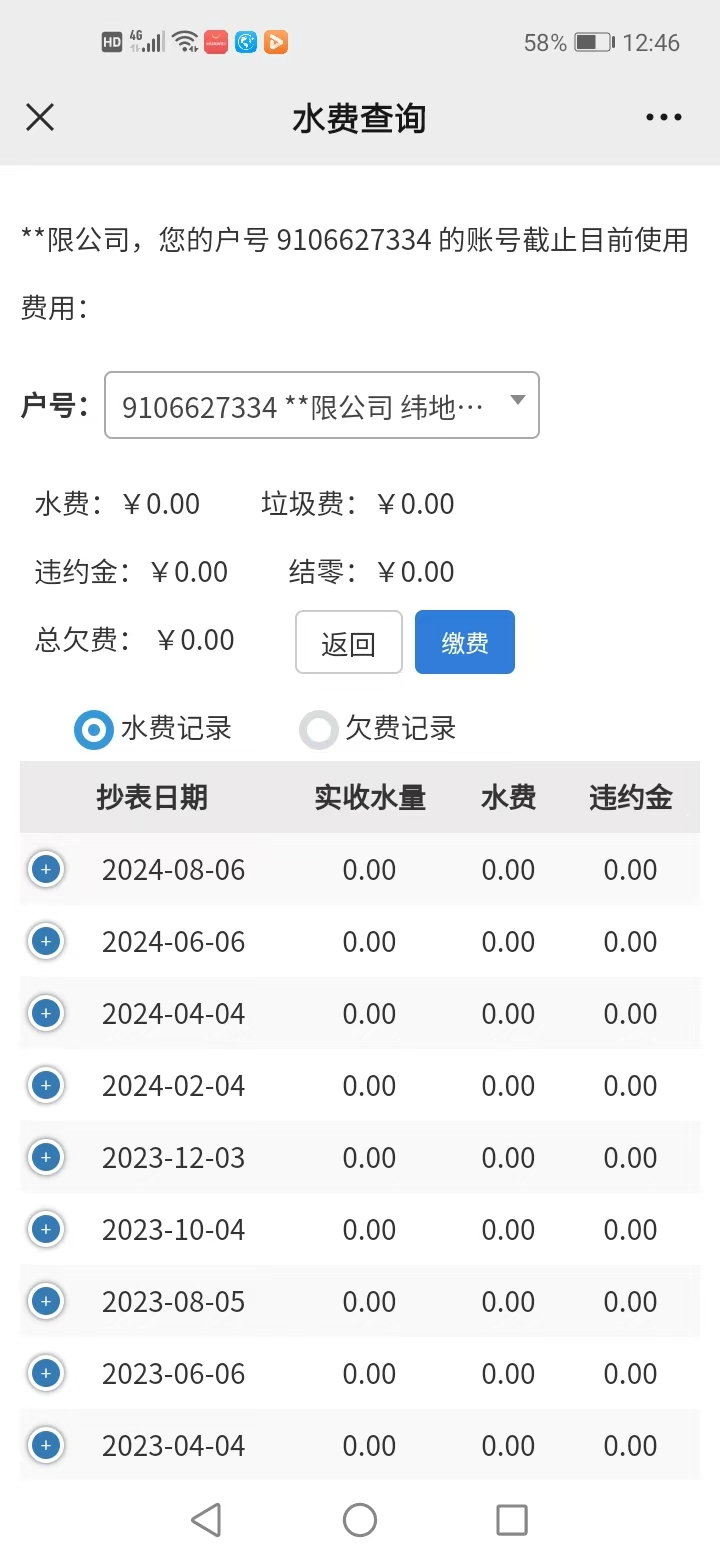 HD 4G 58% 12:46
水费查询
**限公司，您的户号 9106627334 的账号截止目前使用
费用：
户号： 9106627334 **限公司 纬地…
水费： ￥0.00 垃圾费： ￥0.00
违约金： ￥0.00 结零： ￥0.00
总欠费： ￥0.00 返回 缴费
水费记录 欠费记录
抄表日期 实收水量 水费 违约金
2024-08-06 0.00 0.00 0.00
2024-06-06 0.00 0.00 0.00
2024-04-04 0.00 0.00 0.00
2024-02-04 0.00 0.00 0.00
2023-12-03 0.00 0.00 0.00
2023-10-04 0.00 0.00 0.00
2023-08-05 0.00 0.00 0.00
2023-06-06 0.00 0.00 0.00
2023-04-04 0.00 0.00 0.00